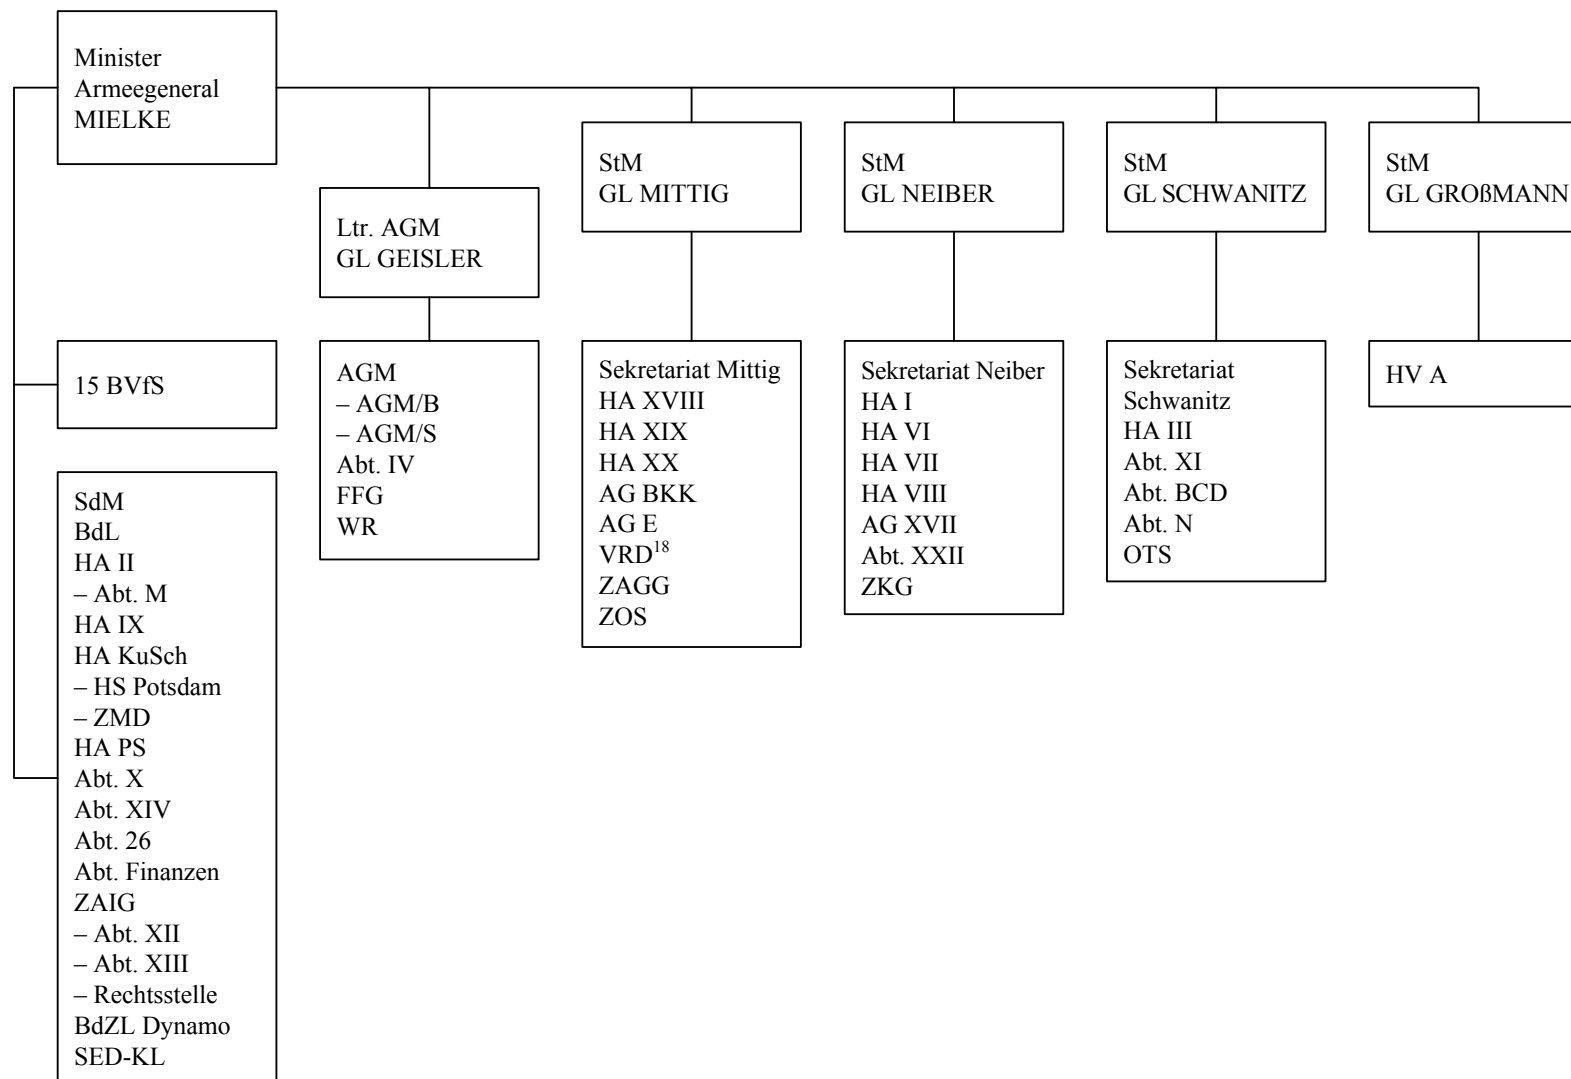 Minister
Armeegeneral
MIELKE
Ltr. AGM
GL GEISLER
StM
GL MITTIG
StM
GL NEIBER
StM
GL SCHWANITZ
StM
GL GROßMANN
15 BVfS
AGM
– AGM/B
– AGM/S
Abt. IV
FFG
WR
Sekretariat Mittig
HA XVIII
HA XIX
HA XX
AG BKK
AG E
VRD18
ZAGG
ZOS
Sekretariat Neiber
HA I
HA VI
HA VII
HA VIII
AG XVII
Abt. XXII
ZKG
Sekretariat
Schwanitz
HA III
Abt. XI
Abt. BCD
Abt. N
OTS
HV A
SdM
BdL
HA II
– Abt. M
HA IX
HA KuSch
– HS Potsdam
– ZMD
HA PS
Abt. X
Abt. XIV
Abt. 26
Abt. Finanzen
ZAIG
– Abt. XII
– Abt. XIII
– Rechtsstelle
BdZL Dynamo
SED-KL